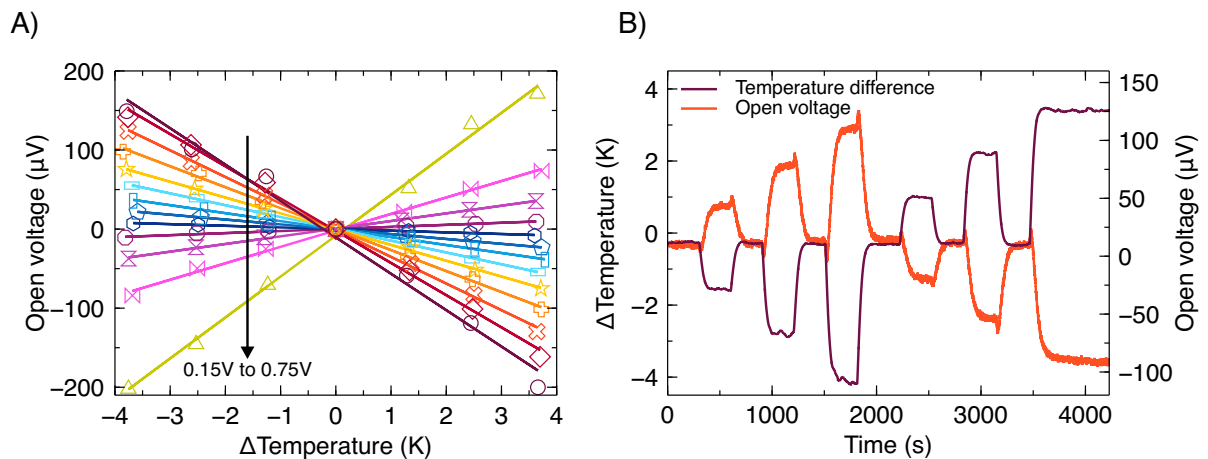 A)
B)
200
100
0
−100
−200
Open voltage (µV)
0.15V to 0.75V
−4 −3 −2 −1 0 1 2 3 4
ΔTemperature (K)
4
2
0
−2
−4
ΔTemperature (K)
Temperature difference
Open voltage
150
100
50
0
−50
−100
Open voltage (µV)
0 1000 2000 3000 4000
Time (s)